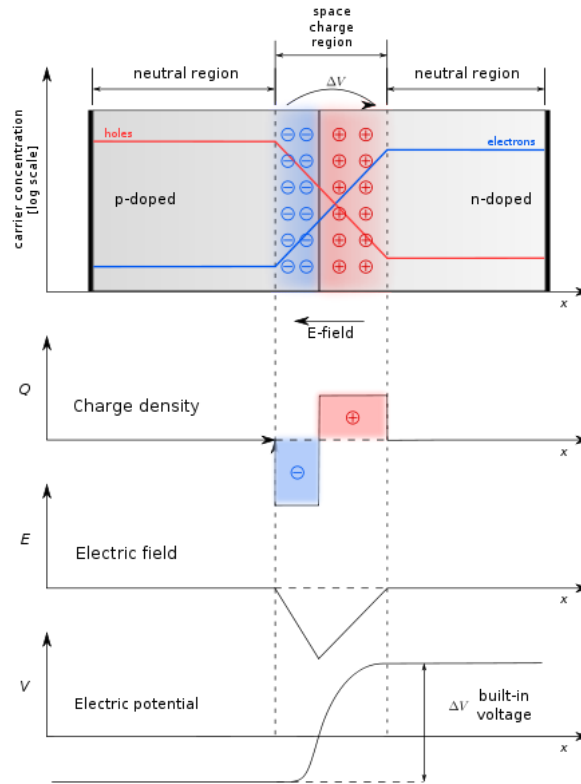 space
charge
region
neutral region
neutral region
ΔV
holes
electrons
p-doped
n-doped
carrier concentration
[log scale]
x
E-field
Q
Charge density
x
E
Electric field
x
V
Electric potential
ΔV
built-in
voltage
x